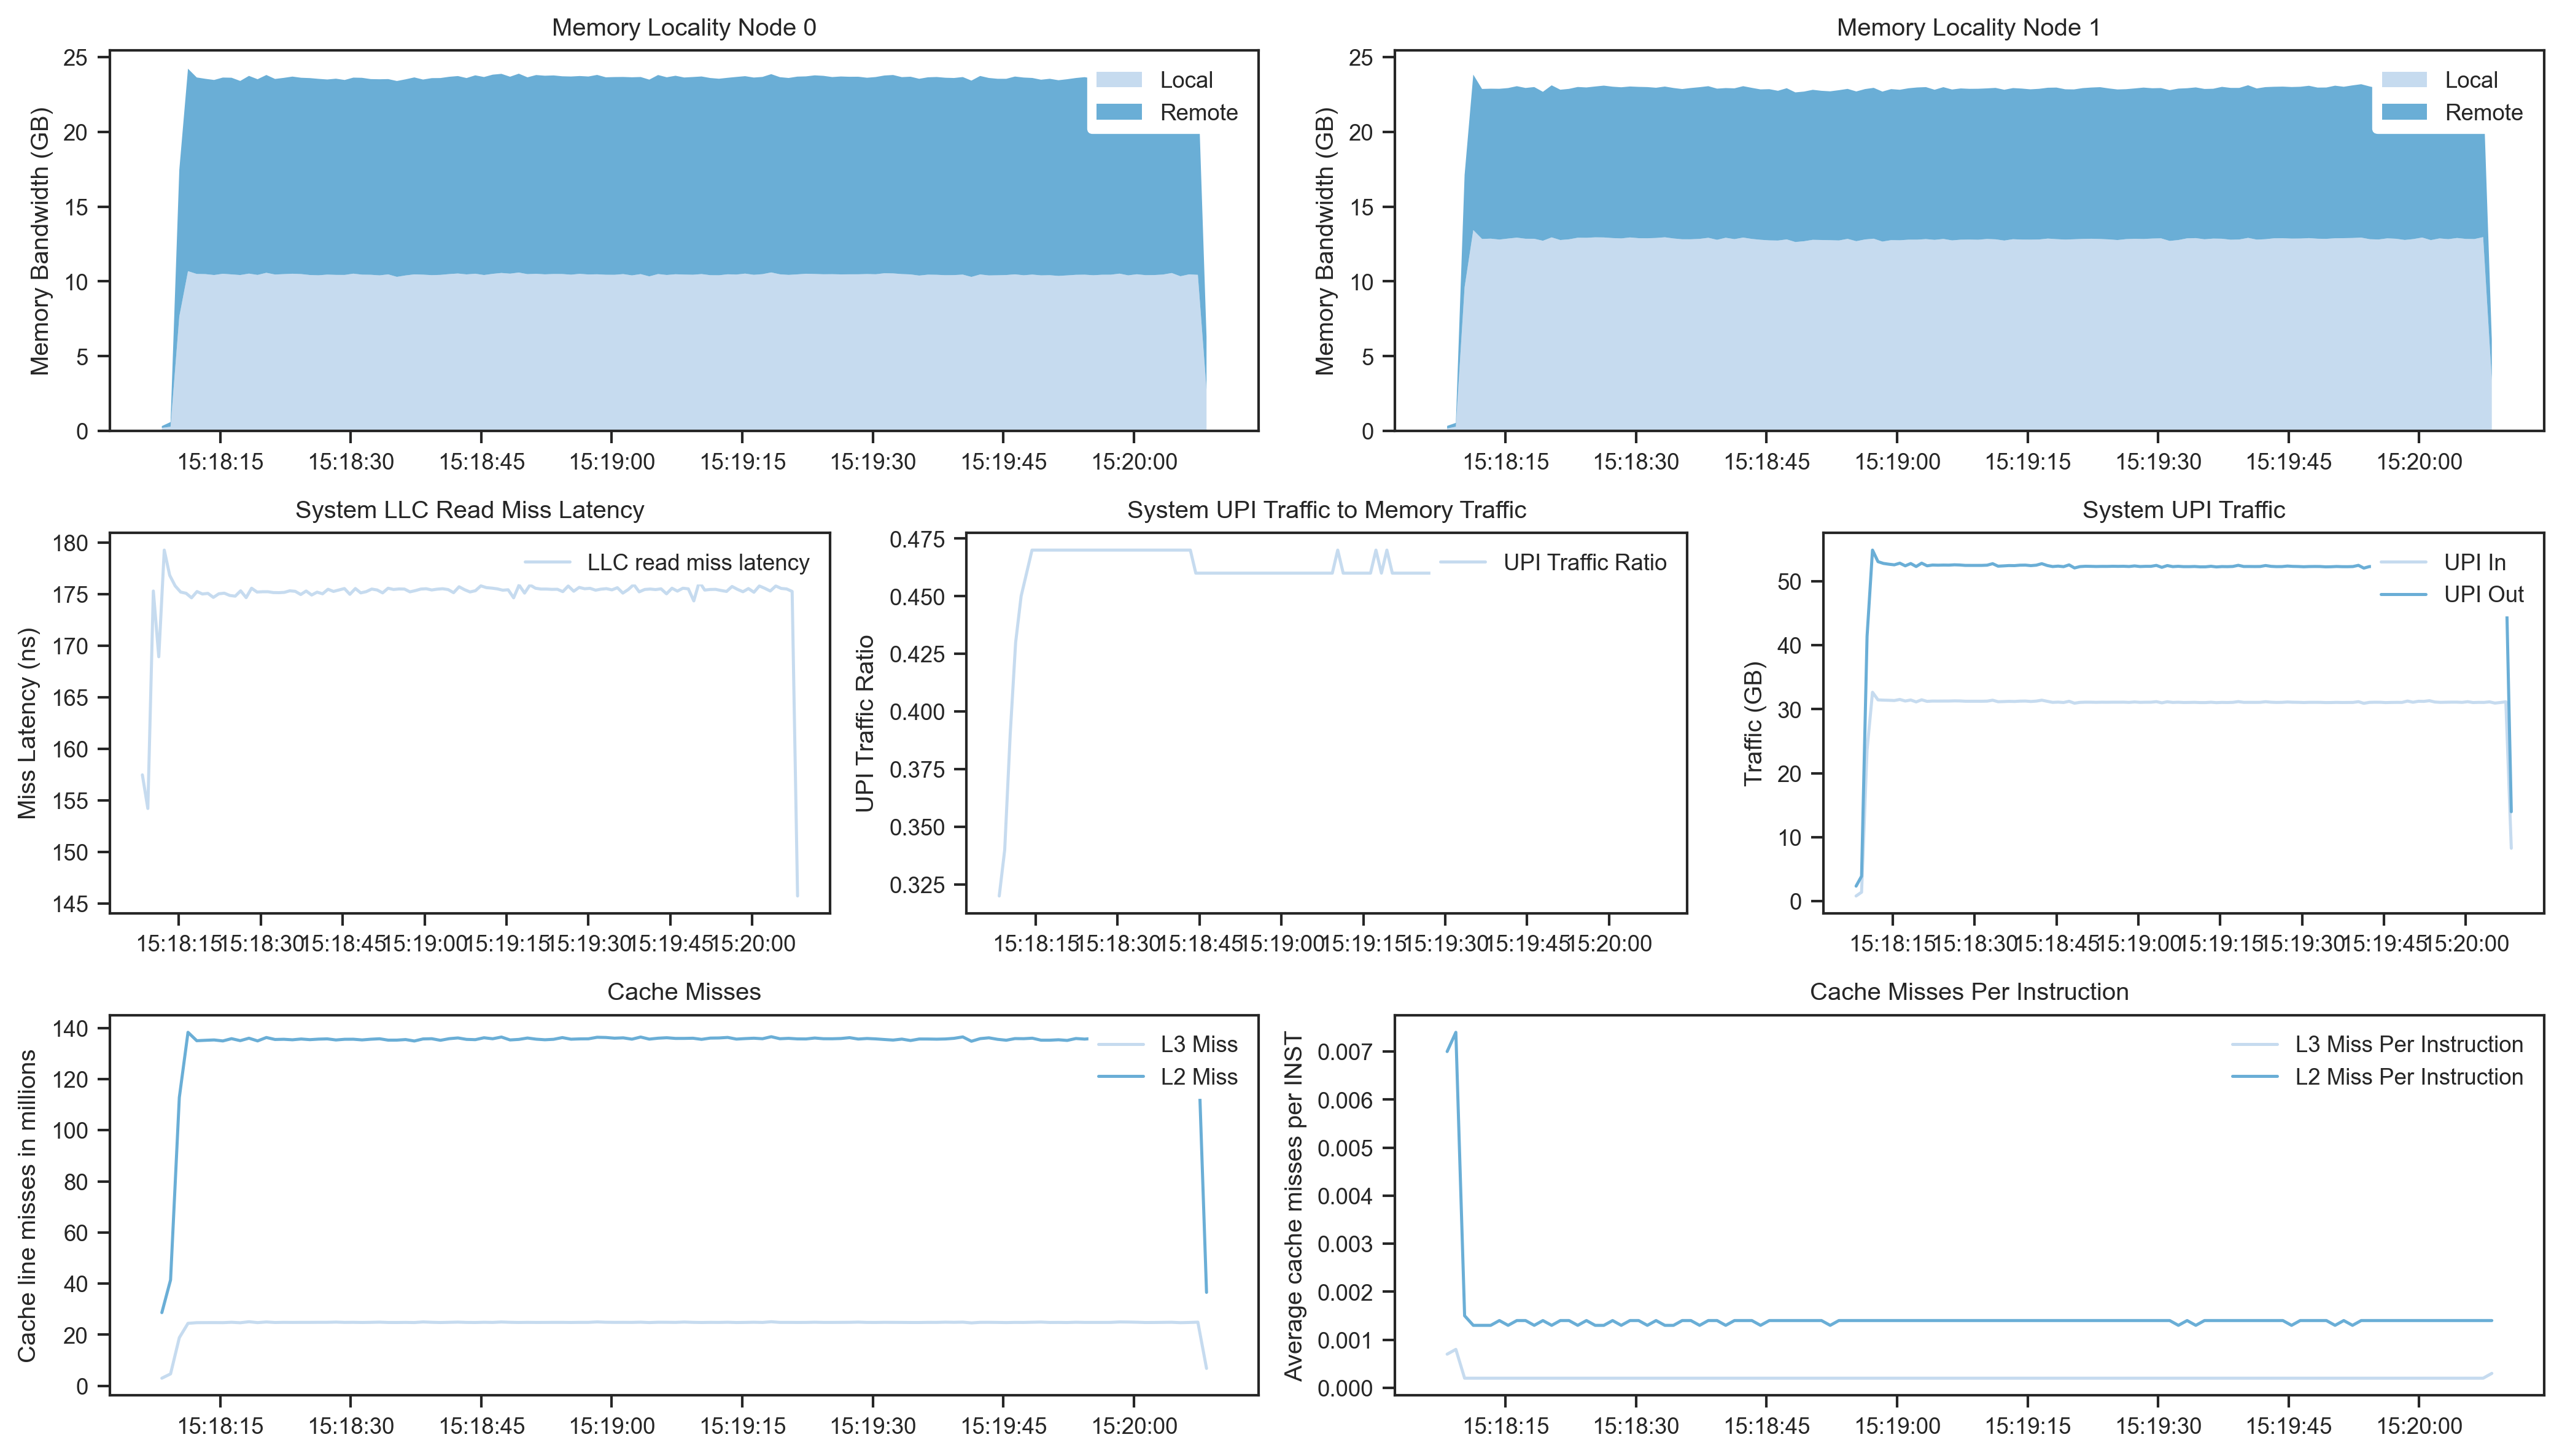 Memory Locality Node 0
Memory Bandwidth (GB)
25
20
15
10
5
0
Local
Remote
15:18:15 15:18:30 15:18:45 15:19:00 15:19:15 15:19:30 15:19:45 15:20:00
Memory Locality Node 1
Memory Bandwidth (GB)
25
20
15
10
5
0
Local
Remote
15:18:15 15:18:30 15:18:45 15:19:00 15:19:15 15:19:30 15:19:45 15:20:00
System LLC Read Miss Latency
Miss Latency (ns)
180
175
170
165
160
155
150
145
LLC read miss latency
15:18:15 15:18:30 15:18:45 15:19:00 15:19:15 15:19:30 15:19:45 15:20:00
System UPI Traffic to Memory Traffic
UPI Traffic Ratio
0.475
0.450
0.425
0.400
0.375
0.350
0.325
UPI Traffic Ratio
15:18:15 15:18:30 15:18:45 15:19:00 15:19:15 15:19:30 15:19:45 15:20:00
System UPI Traffic
Traffic (GB)
50
40
30
20
10
0
UPI In
UPI Out
15:18:15 15:18:30 15:18:45 15:19:00 15:19:15 15:19:30 15:19:45 15:20:00
Cache Misses
Cache line misses in millions
140
120
100
80
60
40
20
0
L3 Miss
L2 Miss
15:18:15 15:18:30 15:18:45 15:19:00 15:19:15 15:19:30 15:19:45 15:20:00
Cache Misses Per Instruction
Average cache misses per INST
0.007
0.006
0.005
0.004
0.003
0.002
0.001
0.000
L3 Miss Per Instruction
L2 Miss Per Instruction
15:18:15 15:18:30 15:18:45 15:19:00 15:19:15 15:19:30 15:19:45 15:20:00